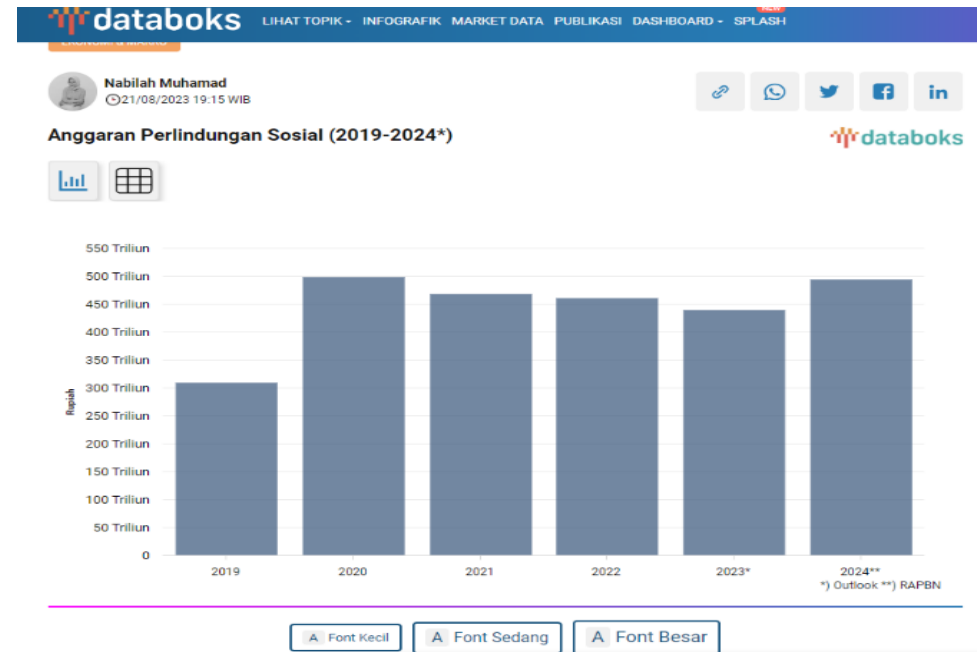 databoks LIHAT TOPIK INFOGRAFIK MARKET DATA PUBLIKASI DASHBOARD SPLASH
NEW
EKONOMI & MAKRO
Nabilah Muhamad
21/08/2023 19:15 WIB
Anggaran Perlindungan Sosial (2019-2024*)
databoks
550 Triliun
500 Triliun
450 Triliun
400 Triliun
350 Triliun
300 Triliun
250 Triliun
200 Triliun
150 Triliun
100 Triliun
50 Triliun
0
Rupiah
2019 2020 2021 2022 2023* 2024**
*) Outlook **) RAPBN
A Font Kecil A Font Sedang A Font Besar